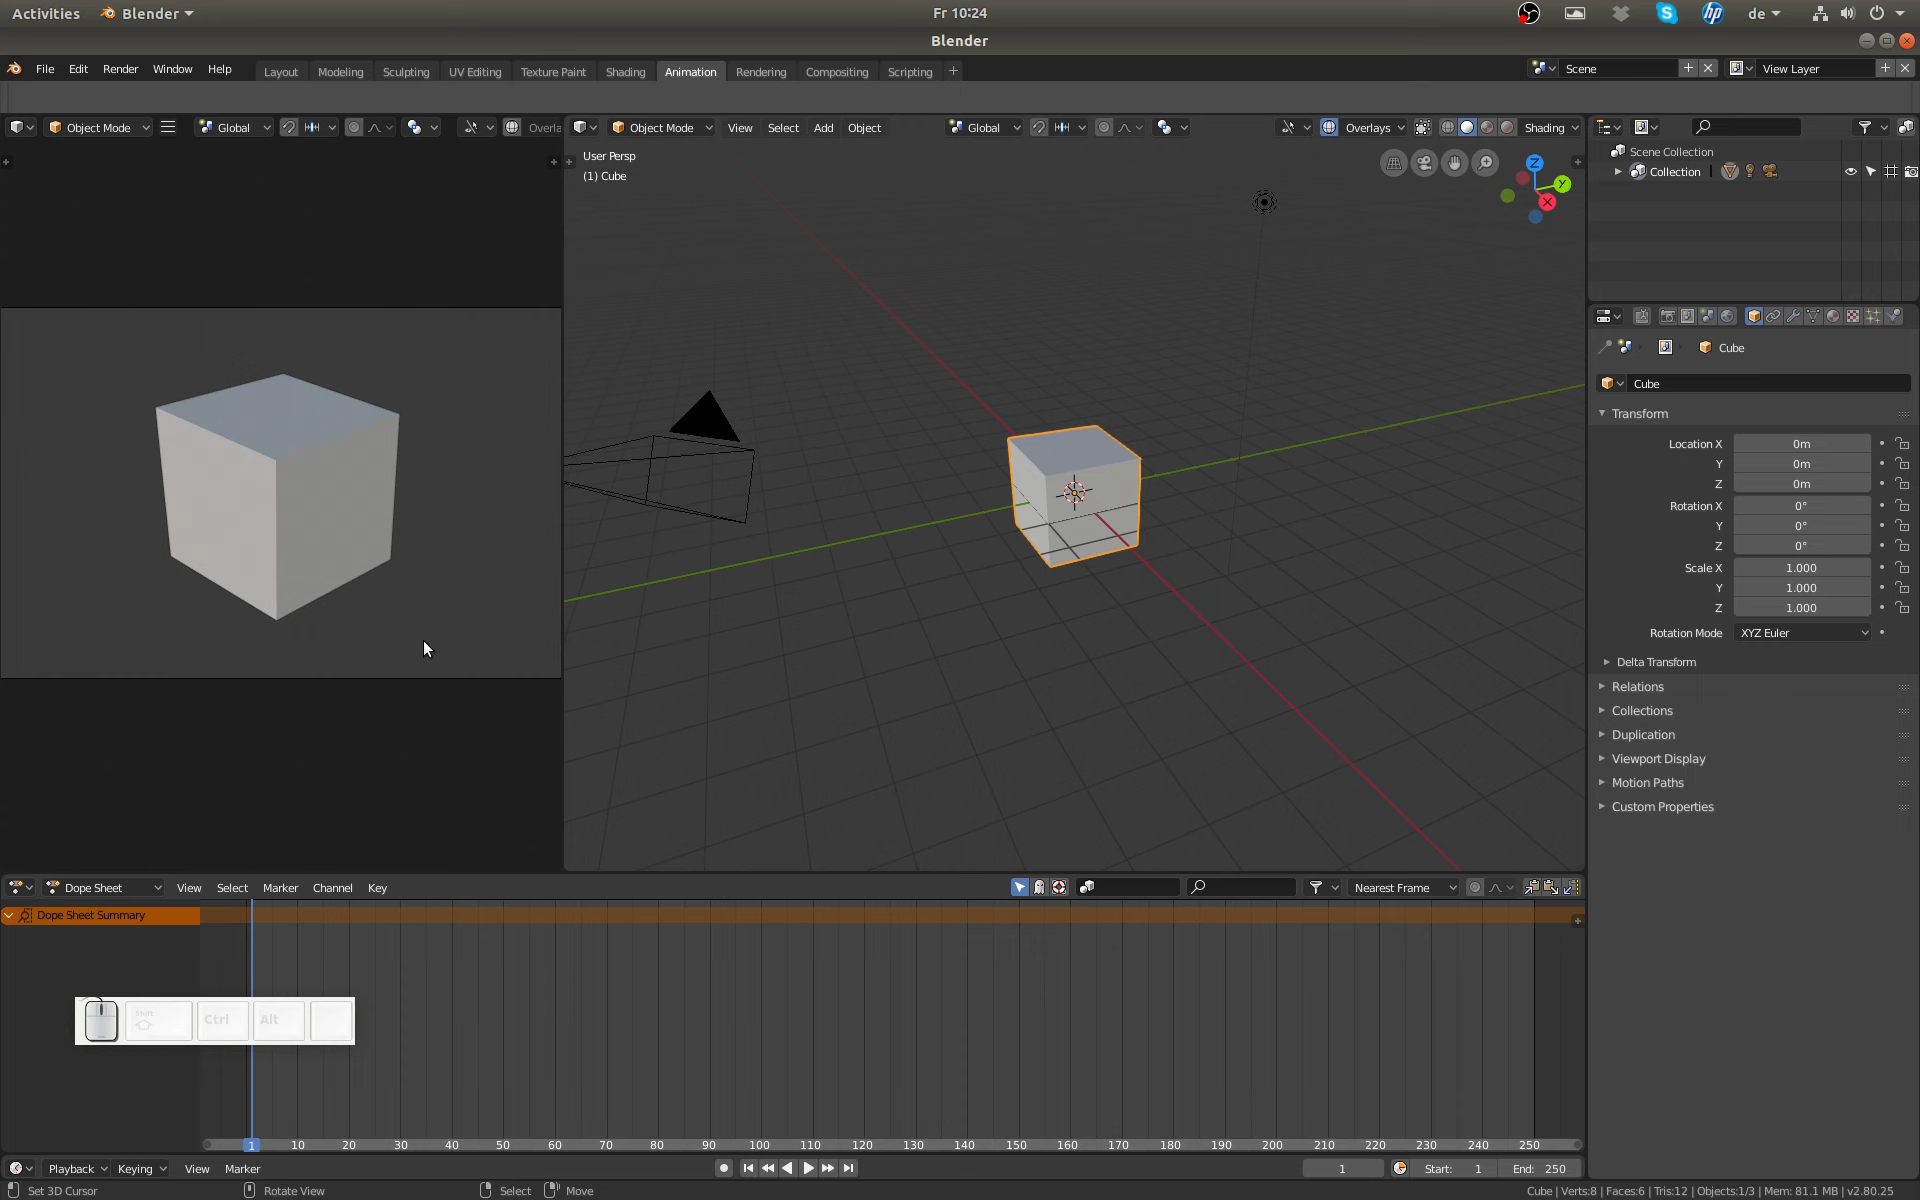 Activities Blender Fr 10:24 de
Blender
File Edit Render Window Help Layout Modeling Sculpting UV Editing Texture Paint Shading Animation Rendering Compositing Scripting + Scene View Layer
Object Mode Global Overla
Object Mode View Select Add Object Global Overlays Shading
User Persp
(1) Cube
Z
Y
X
Scene Collection
Collection
Cube
Cube
Transform
Location X 0m
Y 0m
Z 0m
Rotation X 0°
Y 0°
Z 0°
Scale X 1.000
Y 1.000
Z 1.000
Rotation Mode XYZ Euler
Delta Transform
Relations
Collections
Duplication
Viewport Display
Motion Paths
Custom Properties
Dope Sheet View Select Marker Channel Key Nearest Frame
Dope Sheet Summary
Shift Ctrl Alt
1 10 20 30 40 50 60 70 80 90 100 110 120 130 140 150 160 170 180 190 200 210 220 230 240 250
Playback Keying View Marker 1 Start: 1 End: 250
Set 3D Cursor Rotate View Select Move Cube | Verts:8 | Faces:6 | Tris:12 | Objects:1/3 | Mem: 81.1 MB | v2.80.25